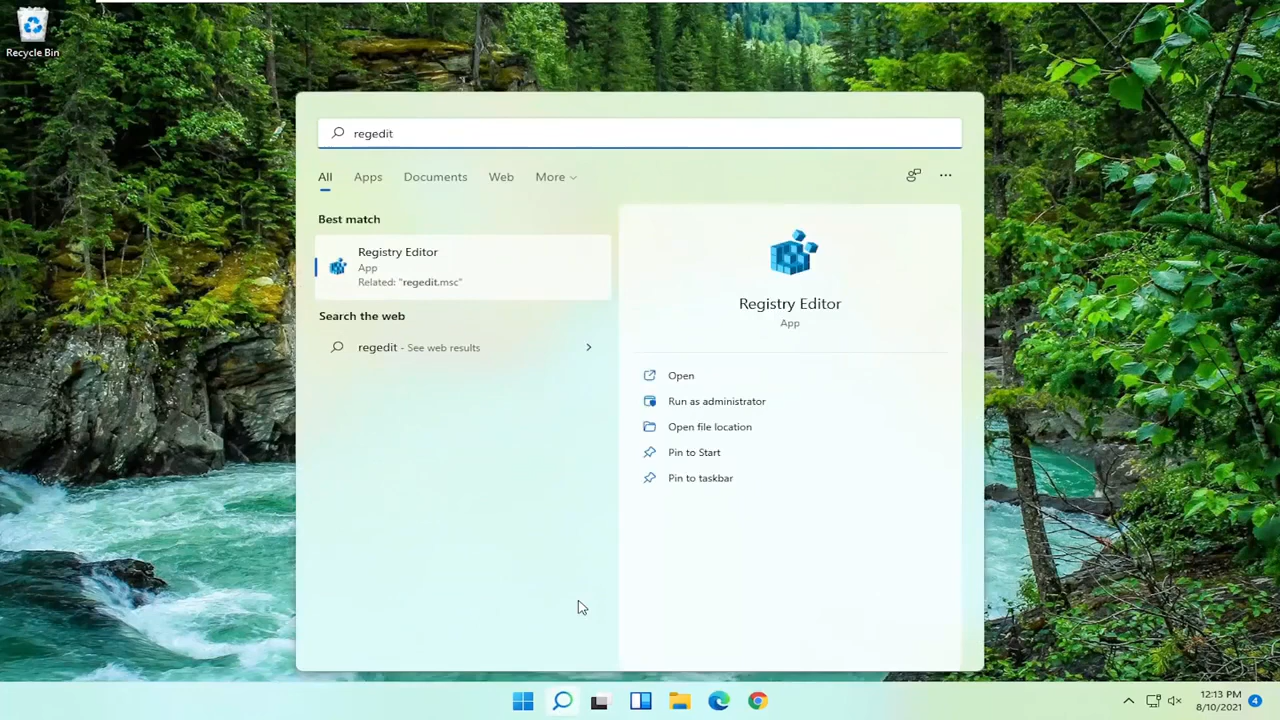 Recycle Bin
regedit
All
Apps
Documents
Web
More
Best match
Registry Editor
App
Related: "regedit.msc"
Search the web
regedit - See web results
Registry Editor
App
Open
Run as administrator
Open file location
Pin to Start
Pin to taskbar
12:13 PM
8/10/2021
4